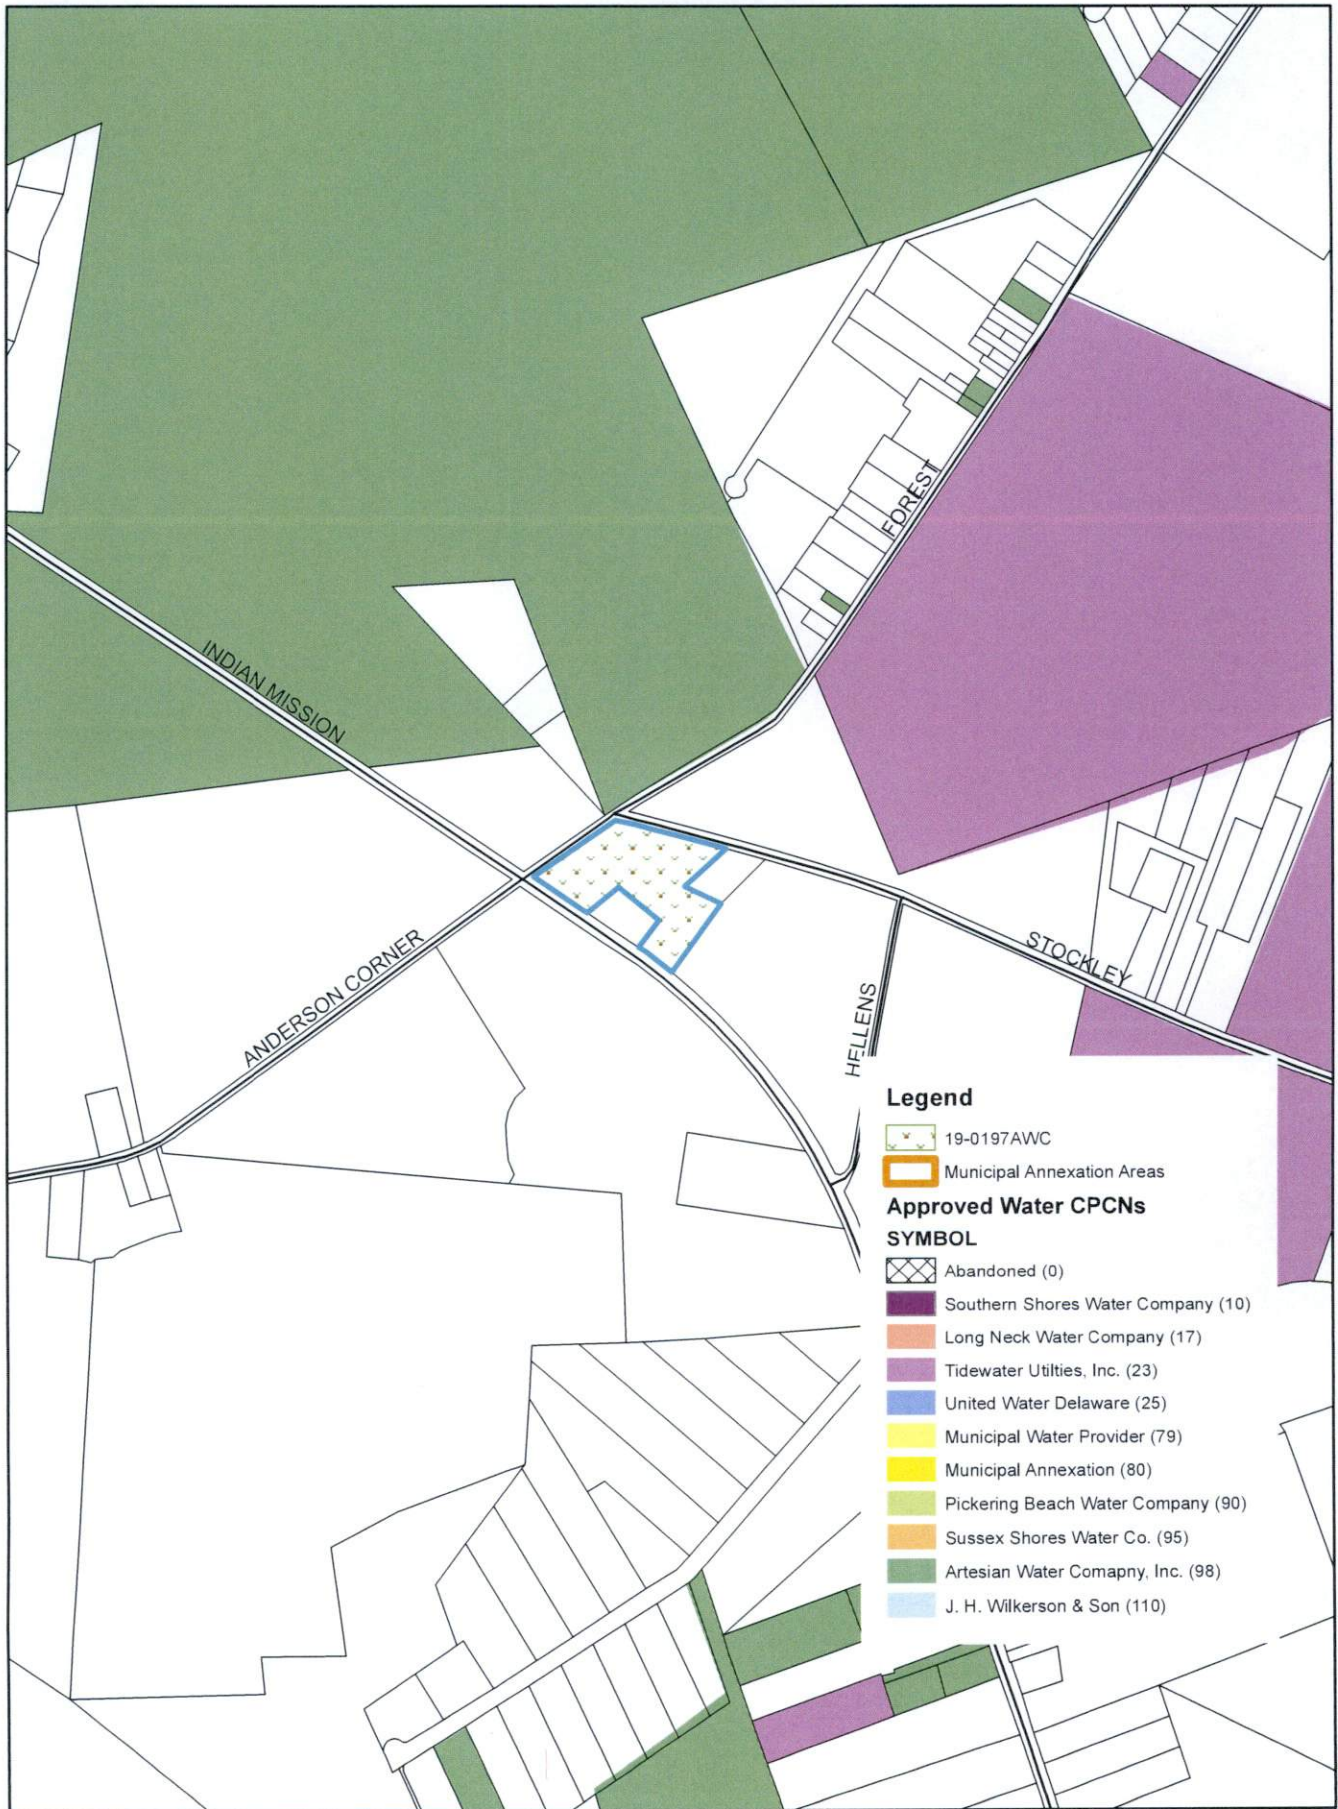 FOREST
INDIAN MISSION
ANDERSON CORNER
STOCKLEY
HELLENS
Legend
19-0197AWC
Municipal Annexation Areas
Approved Water CPCNs
SYMBOL
Abandoned (0)
Southern Shores Water Company (10)
Long Neck Water Company (17)
Tidewater Utilties, Inc. (23)
United Water Delaware (25)
Municipal Water Provider (79)
Municipal Annexation (80)
Pickering Beach Water Company (90)
Sussex Shores Water Co. (95)
Artesian Water Comapny, Inc. (98)
J. H. Wilkerson & Son (110)